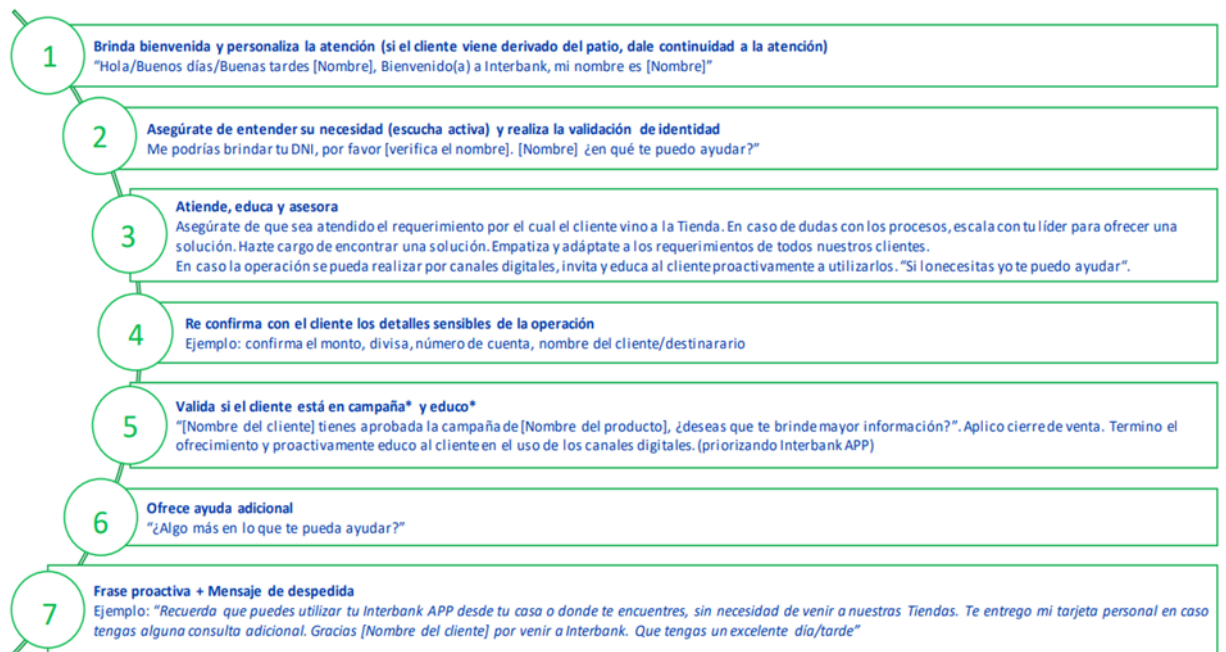 1
Brinda bienvenida y personaliza la atención (si el cliente viene derivado del patio, dale continuidad a la atención)
“Hola/Buenos días/Buenas tardes [Nombre], Bienvenido(a) a Interbank, mi nombre es [Nombre]”
2
Asegúrate de entender su necesidad (escucha activa) y realiza la validación de identidad
Me podrías brindar tu DNI, por favor [verifica el nombre]. [Nombre] ¿en qué te puedo ayudar?”
3
Atiende, educa y asesora
Asegúrate de que sea atendido el requerimiento por el cual el cliente vino a la Tienda. En caso de dudas con los procesos, escala con tu líder para ofrecer una
solución. Hazte cargo de encontrar una solución. Empatiza y adáptate a los requerimientos de todos nuestros clientes.
En caso la operación se pueda realizar por canales digitales, invita y educa al cliente proactivamente a utilizarlos. “Si lo necesitas yo te puedo ayudar“.
4
Re confirma con el cliente los detalles sensibles de la operación
Ejemplo: confirma el monto, divisa, número de cuenta, nombre del cliente/destinarario
5
Valida si el cliente está en campaña* y educo*
“[Nombre del cliente] tienes aprobada la campaña de [Nombre del producto], ¿deseas que te brinde mayor información?”. Aplico cierre de venta. Termino el
ofrecimiento y proactivamente educo al cliente en el uso de los canales digitales. (priorizando Interbank APP)
6
Ofrece ayuda adicional
“¿Algo más en lo que te pueda ayudar?”
7
Frase proactiva + Mensaje de despedida
Ejemplo: “Recuerda que puedes utilizar tu Interbank APP desde tu casa o donde te encuentres, sin necesidad de venir a nuestras Tiendas. Te entrego mi tarjeta personal en caso
tengas alguna consulta adicional. Gracias [Nombre del cliente] por venir a Interbank. Que tengas un excelente día/tarde”